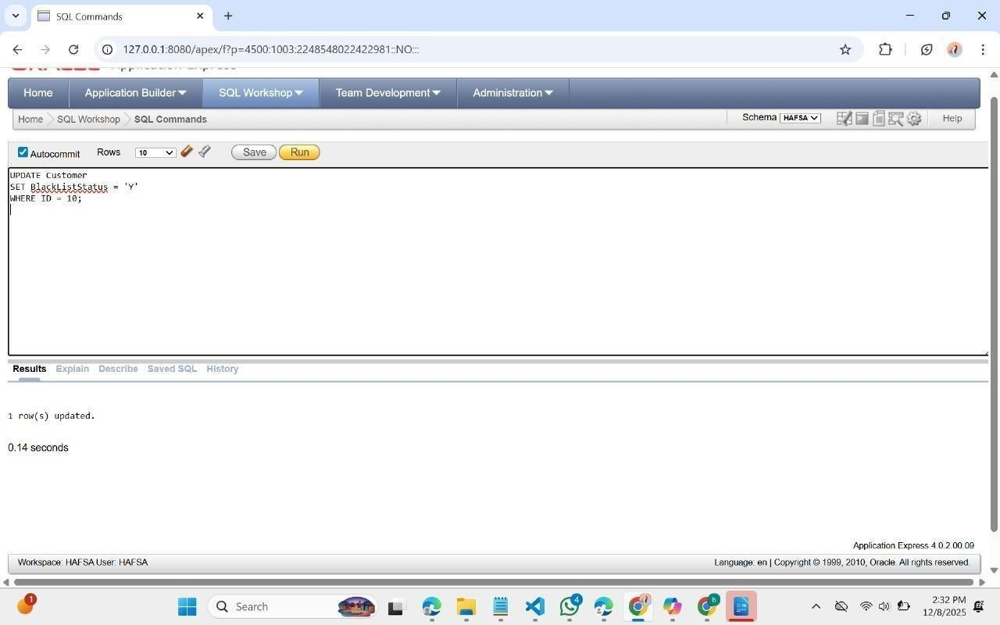 SQL Commands
127.0.0.1:8080/apex/f?p=4500:1003:2248548022422981::NO:::
Home Application Builder SQL Workshop Team Development Administration
Home SQL Workshop SQL Commands Schema HAFSA Help
Autocommit Rows 10 Save Run
UPDATE Customer
SET BlackListStatus = 'Y'
WHERE ID = 10;
Results Explain Describe Saved SQL History
1 row(s) updated.
0.14 seconds
Application Express 4.0.2.00.09
Workspace: HAFSA User: HAFSA Language: en | Copyright © 1999, 2010, Oracle. All rights reserved.
1 Search 4 h 2:32 PM
12/8/2025